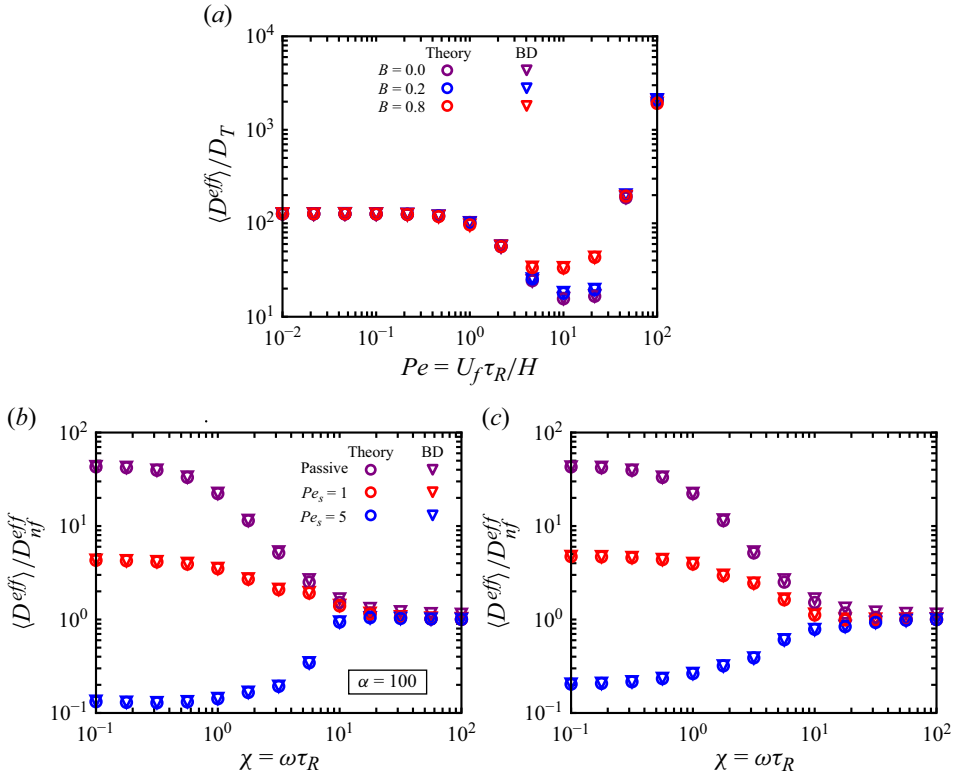 (a)
10^4
Theory BD
B = 0.0
B = 0.2
B = 0.8
10^3
⟨D^eff⟩/D_T
10^2
10^1
10^−2 10^−1 10^0 10^1 10^2
Pe = U_f τ_R/H
(b)
10^2
Theory BD
Passive
Pe_s = 1
Pe_s = 5
10^1
⟨D^eff⟩/D^eff_nf
10^0
α = 100
10^−1
10^−1 10^0 10^1 10^2
χ = ωτ_R
(c)
10^2
10^1
⟨D^eff⟩/D^eff_nf
10^0
10^−1
10^−1 10^0 10^1 10^2
χ = ωτ_R